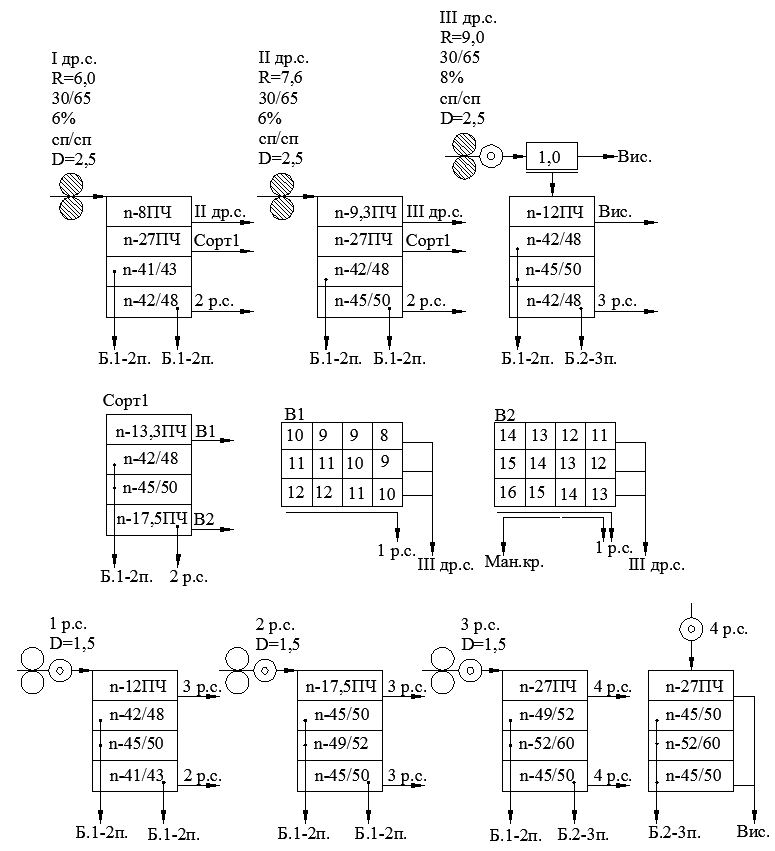 I др.с.
R=6,0
30/65
6%
сп/сп
D=2,5
n-8ПЧ
II др.с.
n-27ПЧ
Сорт1
n-41/43
n-42/48
2 р.с.
Б.1-2п. Б.1-2п.
II др.с.
R=7,6
30/65
6%
сп/сп
D=2,5
n-9,3ПЧ
III др.с.
n-27ПЧ
Сорт1
n-42/48
n-45/50
2 р.с.
Б.1-2п. Б.1-2п.
III др.с.
R=9,0
30/65
8%
сп/сп
D=2,5
1,0
Вис.
n-12ПЧ
Вис.
n-42/48
n-45/50
n-42/48
3 р.с.
Б.1-2п. Б.2-3п.
Сорт1
n-13,3ПЧ
В1
n-42/48
n-45/50
n-17,5ПЧ
В2
Б.1-2п. 2 р.с.
В1
10 9 9 8
11 11 10 9
12 12 11 10
1 р.с.
III др.с.
В2
14 13 12 11
15 14 13 12
16 15 14 13
Ман.кр.
1 р.с.
III др.с.
1 р.с.
D=1,5
n-12ПЧ
3 р.с.
n-42/48
n-45/50
n-41/43
2 р.с.
Б.1-2п. Б.1-2п.
2 р.с.
D=1,5
n-17,5ПЧ
3 р.с.
n-45/50
n-49/52
n-45/50
3 р.с.
Б.1-2п. Б.1-2п.
3 р.с.
D=1,5
n-27ПЧ
4 р.с.
n-49/52
n-52/60
n-45/50
4 р.с.
Б.1-2п. Б.2-3п.
4 р.с.
n-27ПЧ
n-45/50
n-52/60
n-45/50
Б.2-3п. Вис.